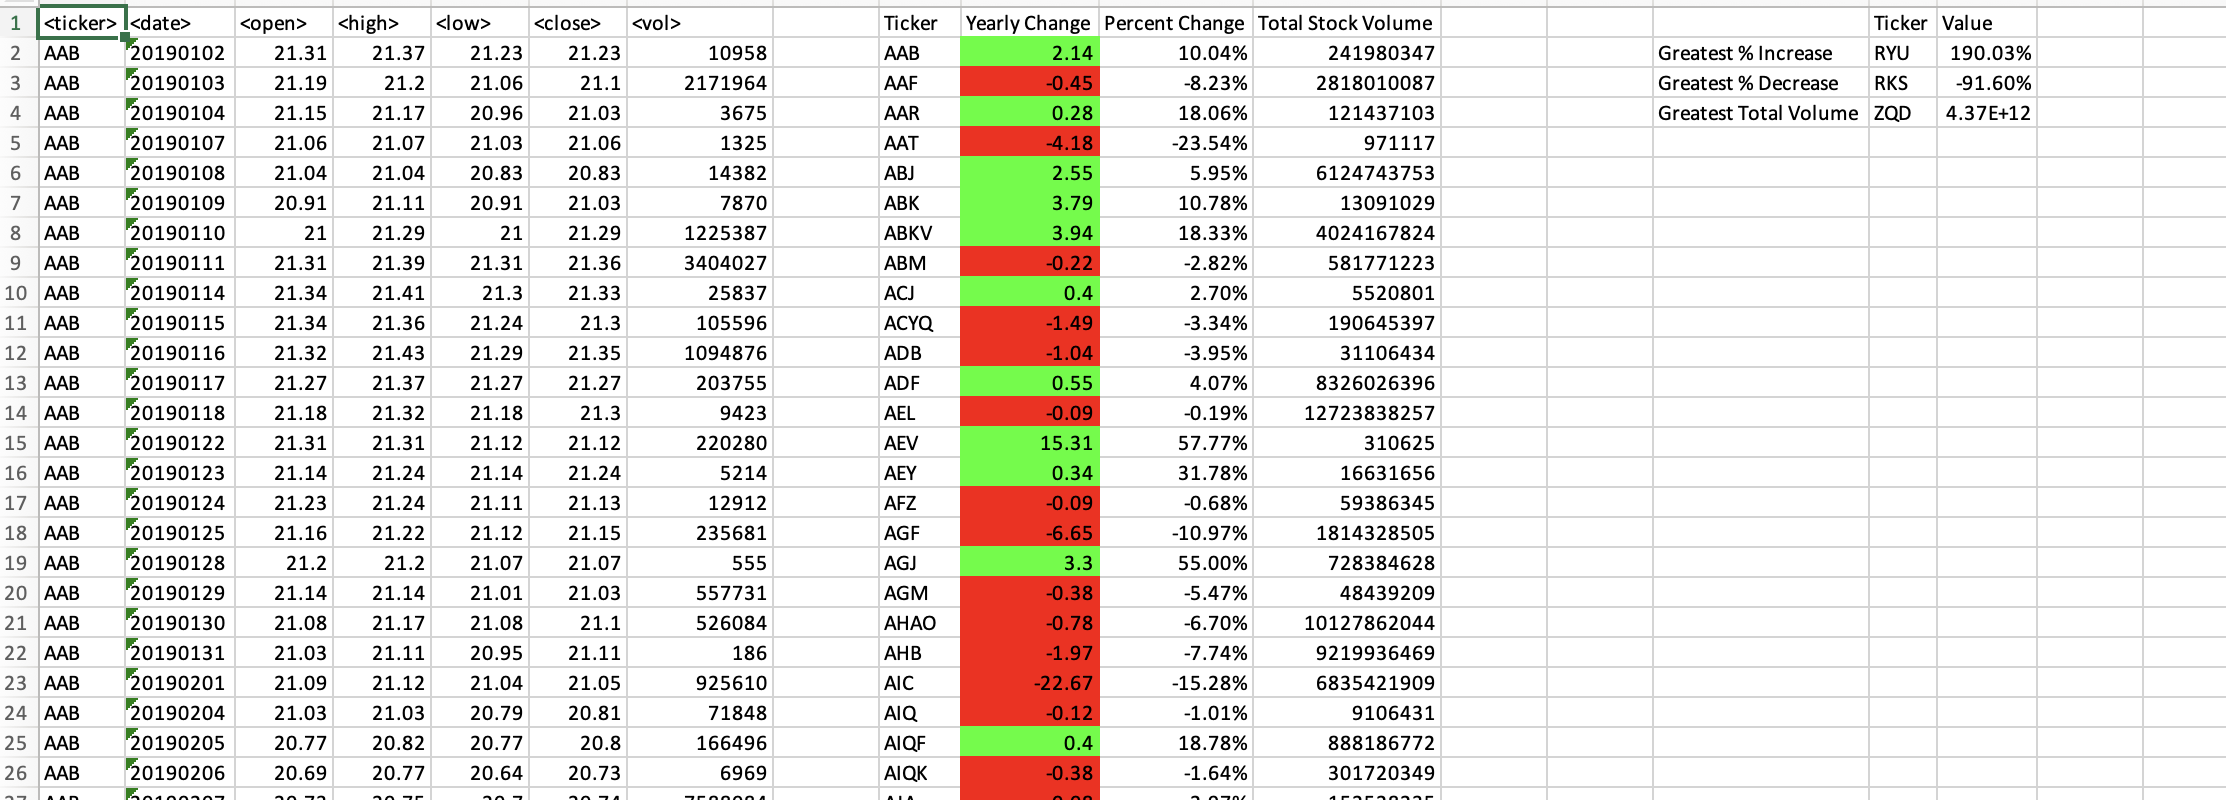 1 <ticker> <date> <open> <high> <low> <close> <vol> Ticker Yearly Change Percent Change Total Stock Volume Ticker Value
2 AAB 20190102 21.31 21.37 21.23 21.23 10958 AAB 2.14 10.04% 241980347 Greatest % Increase RYU 190.03%
3 AAB 20190103 21.19 21.2 21.06 21.1 2171964 AAF -0.45 -8.23% 2818010087 Greatest % Decrease RKS -91.60%
4 AAB 20190104 21.15 21.17 20.96 21.03 3675 AAR 0.28 18.06% 121437103 Greatest Total Volume ZQD 4.37E+12
5 AAB 20190107 21.06 21.07 21.03 21.06 1325 AAT -4.18 -23.54% 971117
6 AAB 20190108 21.04 21.04 20.83 20.83 14382 ABJ 2.55 5.95% 6124743753
7 AAB 20190109 20.91 21.11 20.91 21.03 7870 ABK 3.79 10.78% 13091029
8 AAB 20190110 21 21.29 21 21.29 1225387 ABKV 3.94 18.33% 4024167824
9 AAB 20190111 21.31 21.39 21.31 21.36 3404027 ABM -0.22 -2.82% 581771223
10 AAB 20190114 21.34 21.41 21.3 21.33 25837 ACJ 0.4 2.70% 5520801
11 AAB 20190115 21.34 21.36 21.24 21.3 105596 ACYQ -1.49 -3.34% 190645397
12 AAB 20190116 21.32 21.43 21.29 21.35 1094876 ADB -1.04 -3.95% 31106434
13 AAB 20190117 21.27 21.37 21.27 21.27 203755 ADF 0.55 4.07% 8326026396
14 AAB 20190118 21.18 21.32 21.18 21.3 9423 AEL -0.09 -0.19% 12723838257
15 AAB 20190122 21.31 21.31 21.12 21.12 220280 AEV 15.31 57.77% 310625
16 AAB 20190123 21.14 21.24 21.14 21.24 5214 AEY 0.34 31.78% 16631656
17 AAB 20190124 21.23 21.24 21.11 21.13 12912 AFZ -0.09 -0.68% 59386345
18 AAB 20190125 21.16 21.22 21.12 21.15 235681 AGF -6.65 -10.97% 1814328505
19 AAB 20190128 21.2 21.2 21.07 21.07 555 AGJ 3.3 55.00% 728384628
20 AAB 20190129 21.14 21.14 21.01 21.03 557731 AGM -0.38 -5.47% 48439209
21 AAB 20190130 21.08 21.17 21.08 21.1 526084 AHAO -0.78 -6.70% 10127862044
22 AAB 20190131 21.03 21.11 20.95 21.11 186 AHB -1.97 -7.74% 9219936469
23 AAB 20190201 21.09 21.12 21.04 21.05 925610 AIC -22.67 -15.28% 6835421909
24 AAB 20190204 21.03 21.03 20.79 20.81 71848 AIQ -0.12 -1.01% 9106431
25 AAB 20190205 20.77 20.82 20.77 20.8 166496 AIQF 0.4 18.78% 888186772
26 AAB 20190206 20.69 20.77 20.64 20.73 6969 AIQK -0.38 -1.64% 301720349